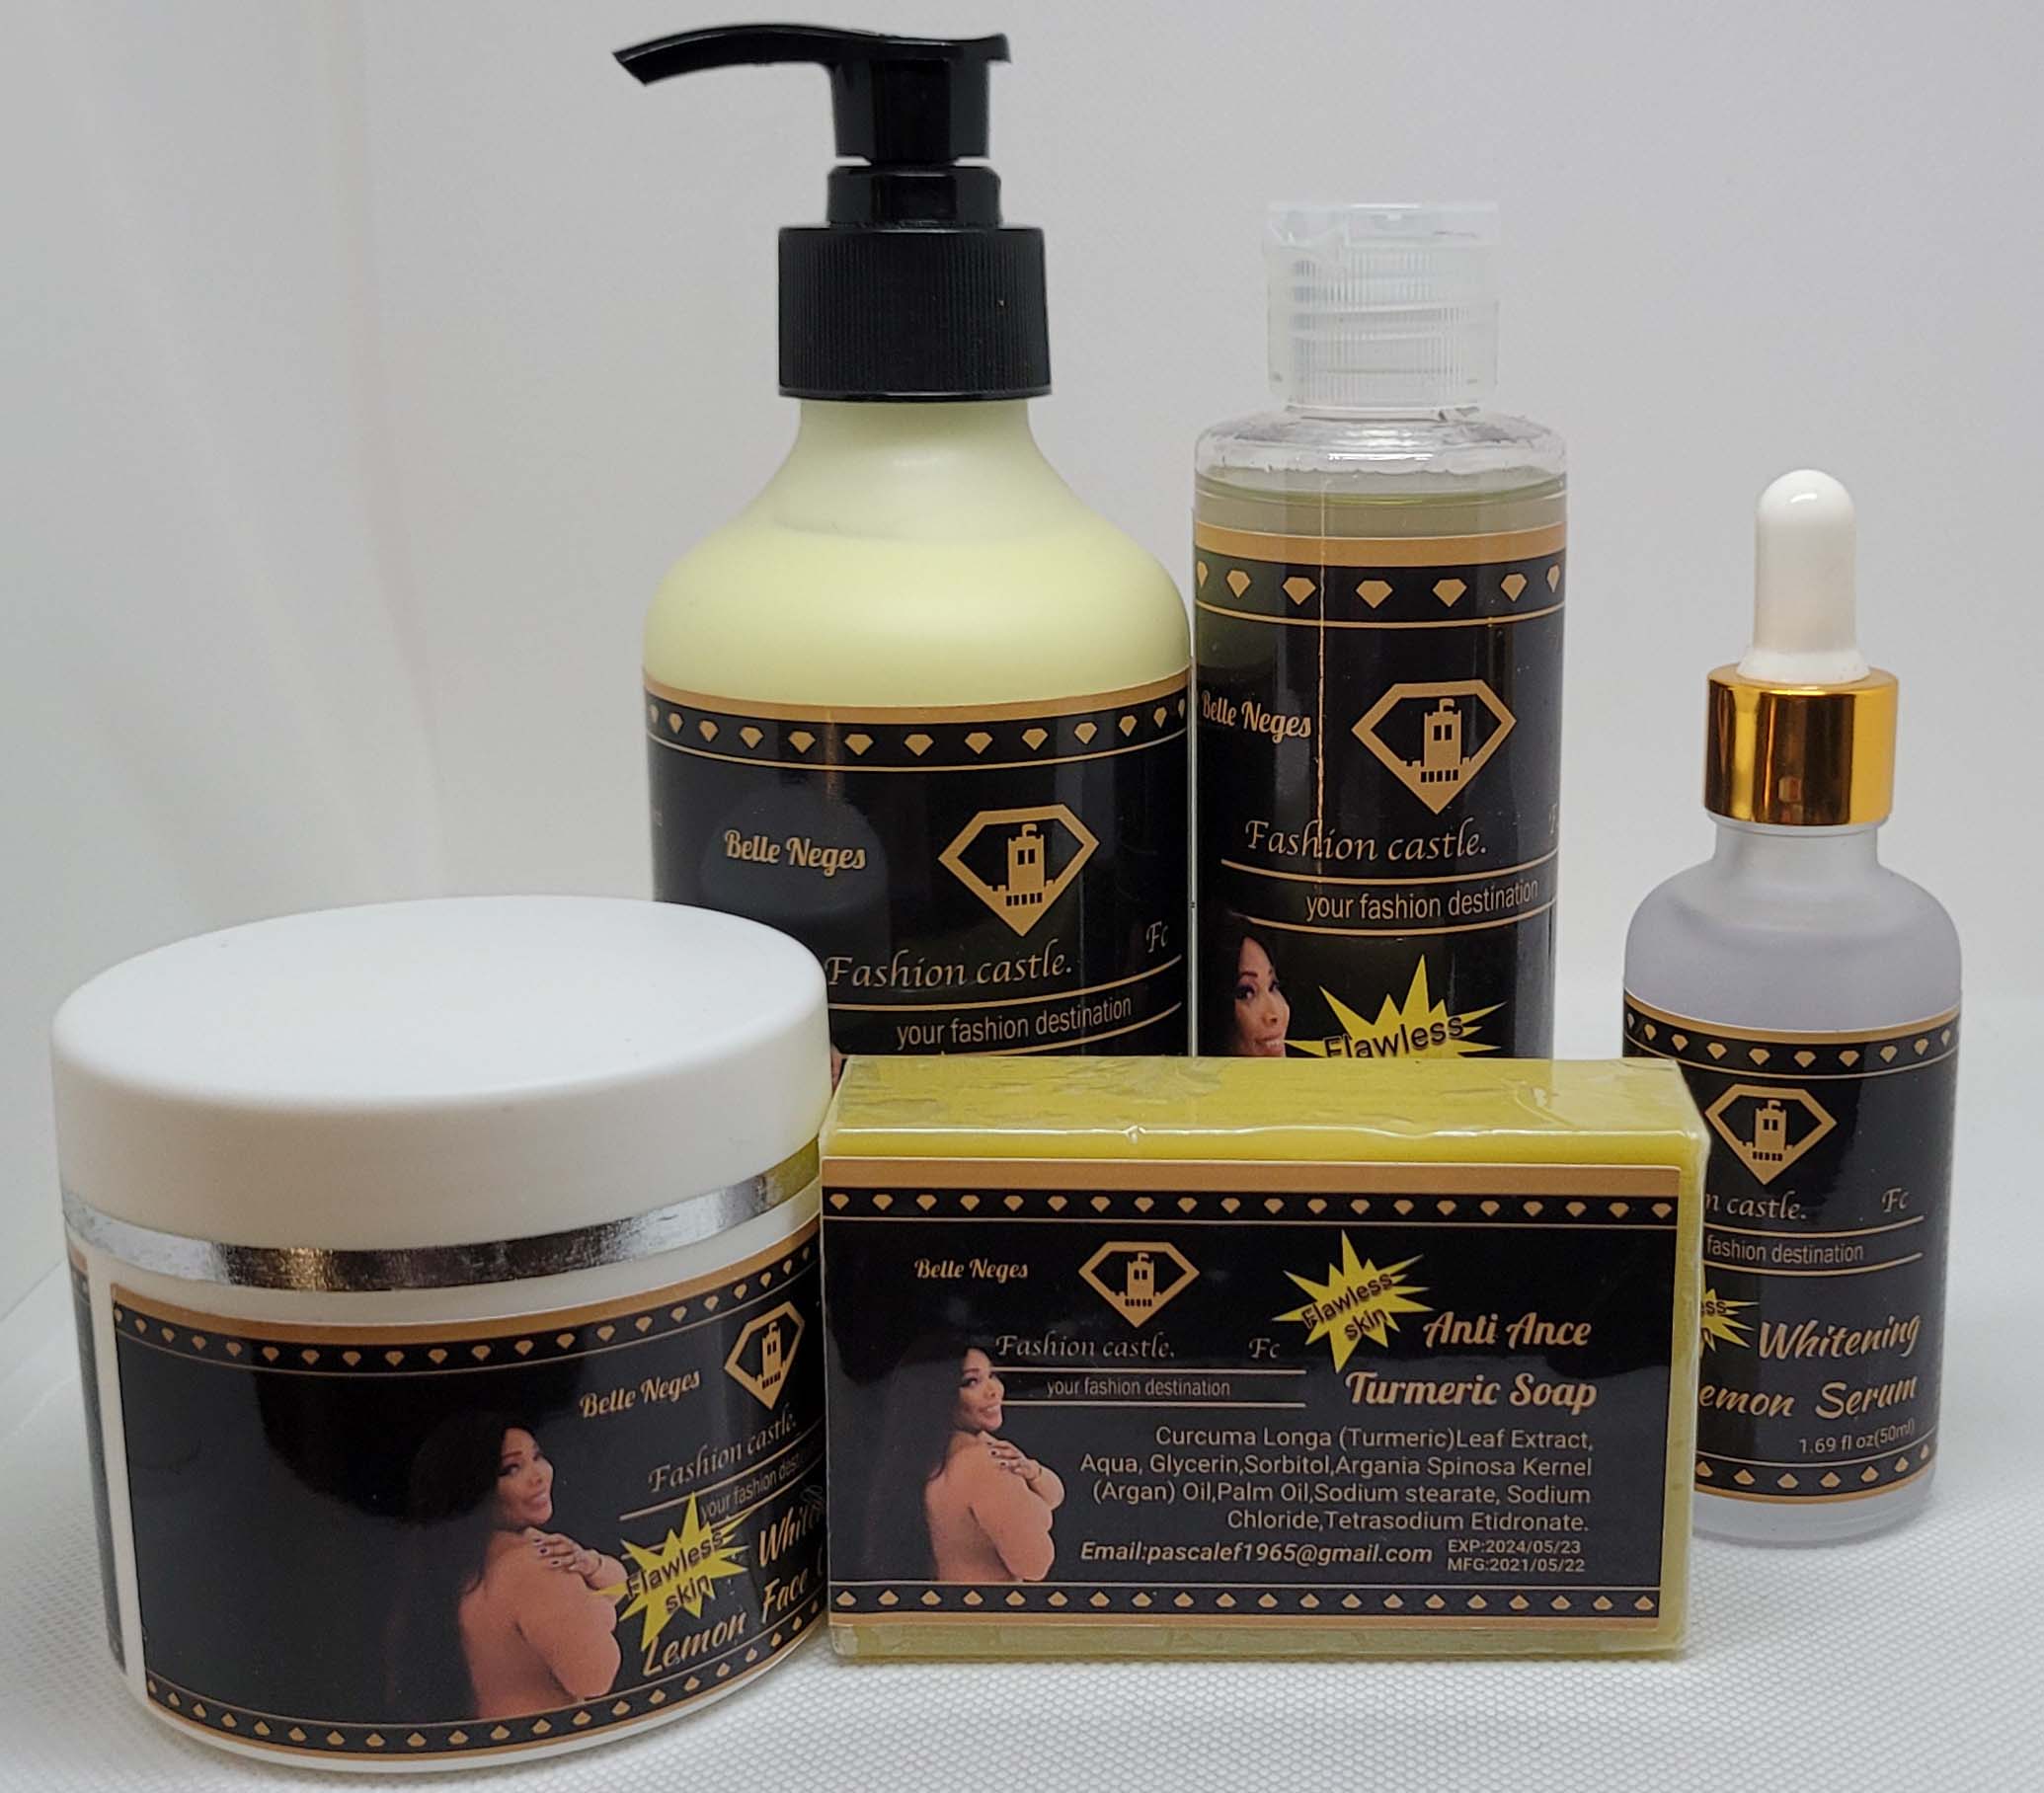 Belle Neges
Fashion castle.
Fc
your fashion destination
Belle Neges
Fashion castle.
your fashion destination
Flawless
castle.
Fc
fashion destination
Whitening
Serum
1.69 fl oz(50ml)
Belle Neges
Fashion castle.
your fashion
Flawless
skin
Face
Lemon
Belle Neges
Fashion castle.
Fc
your fashion destination
Flawless
skin
Anti Ance
Turmeric Soap
Curcuma Longa (Turmeric)Leaf Extract,
Aqua, Glycerin,Sorbitol,Argania Spinosa Kernel
(Argan) Oil,Palm Oil,Sodium stearate, Sodium
Chloride,Tetrasodium Etidronate.
Email:pascalef1965@gmail.com
EXP:2024/05/23
MFG:2021/05/22